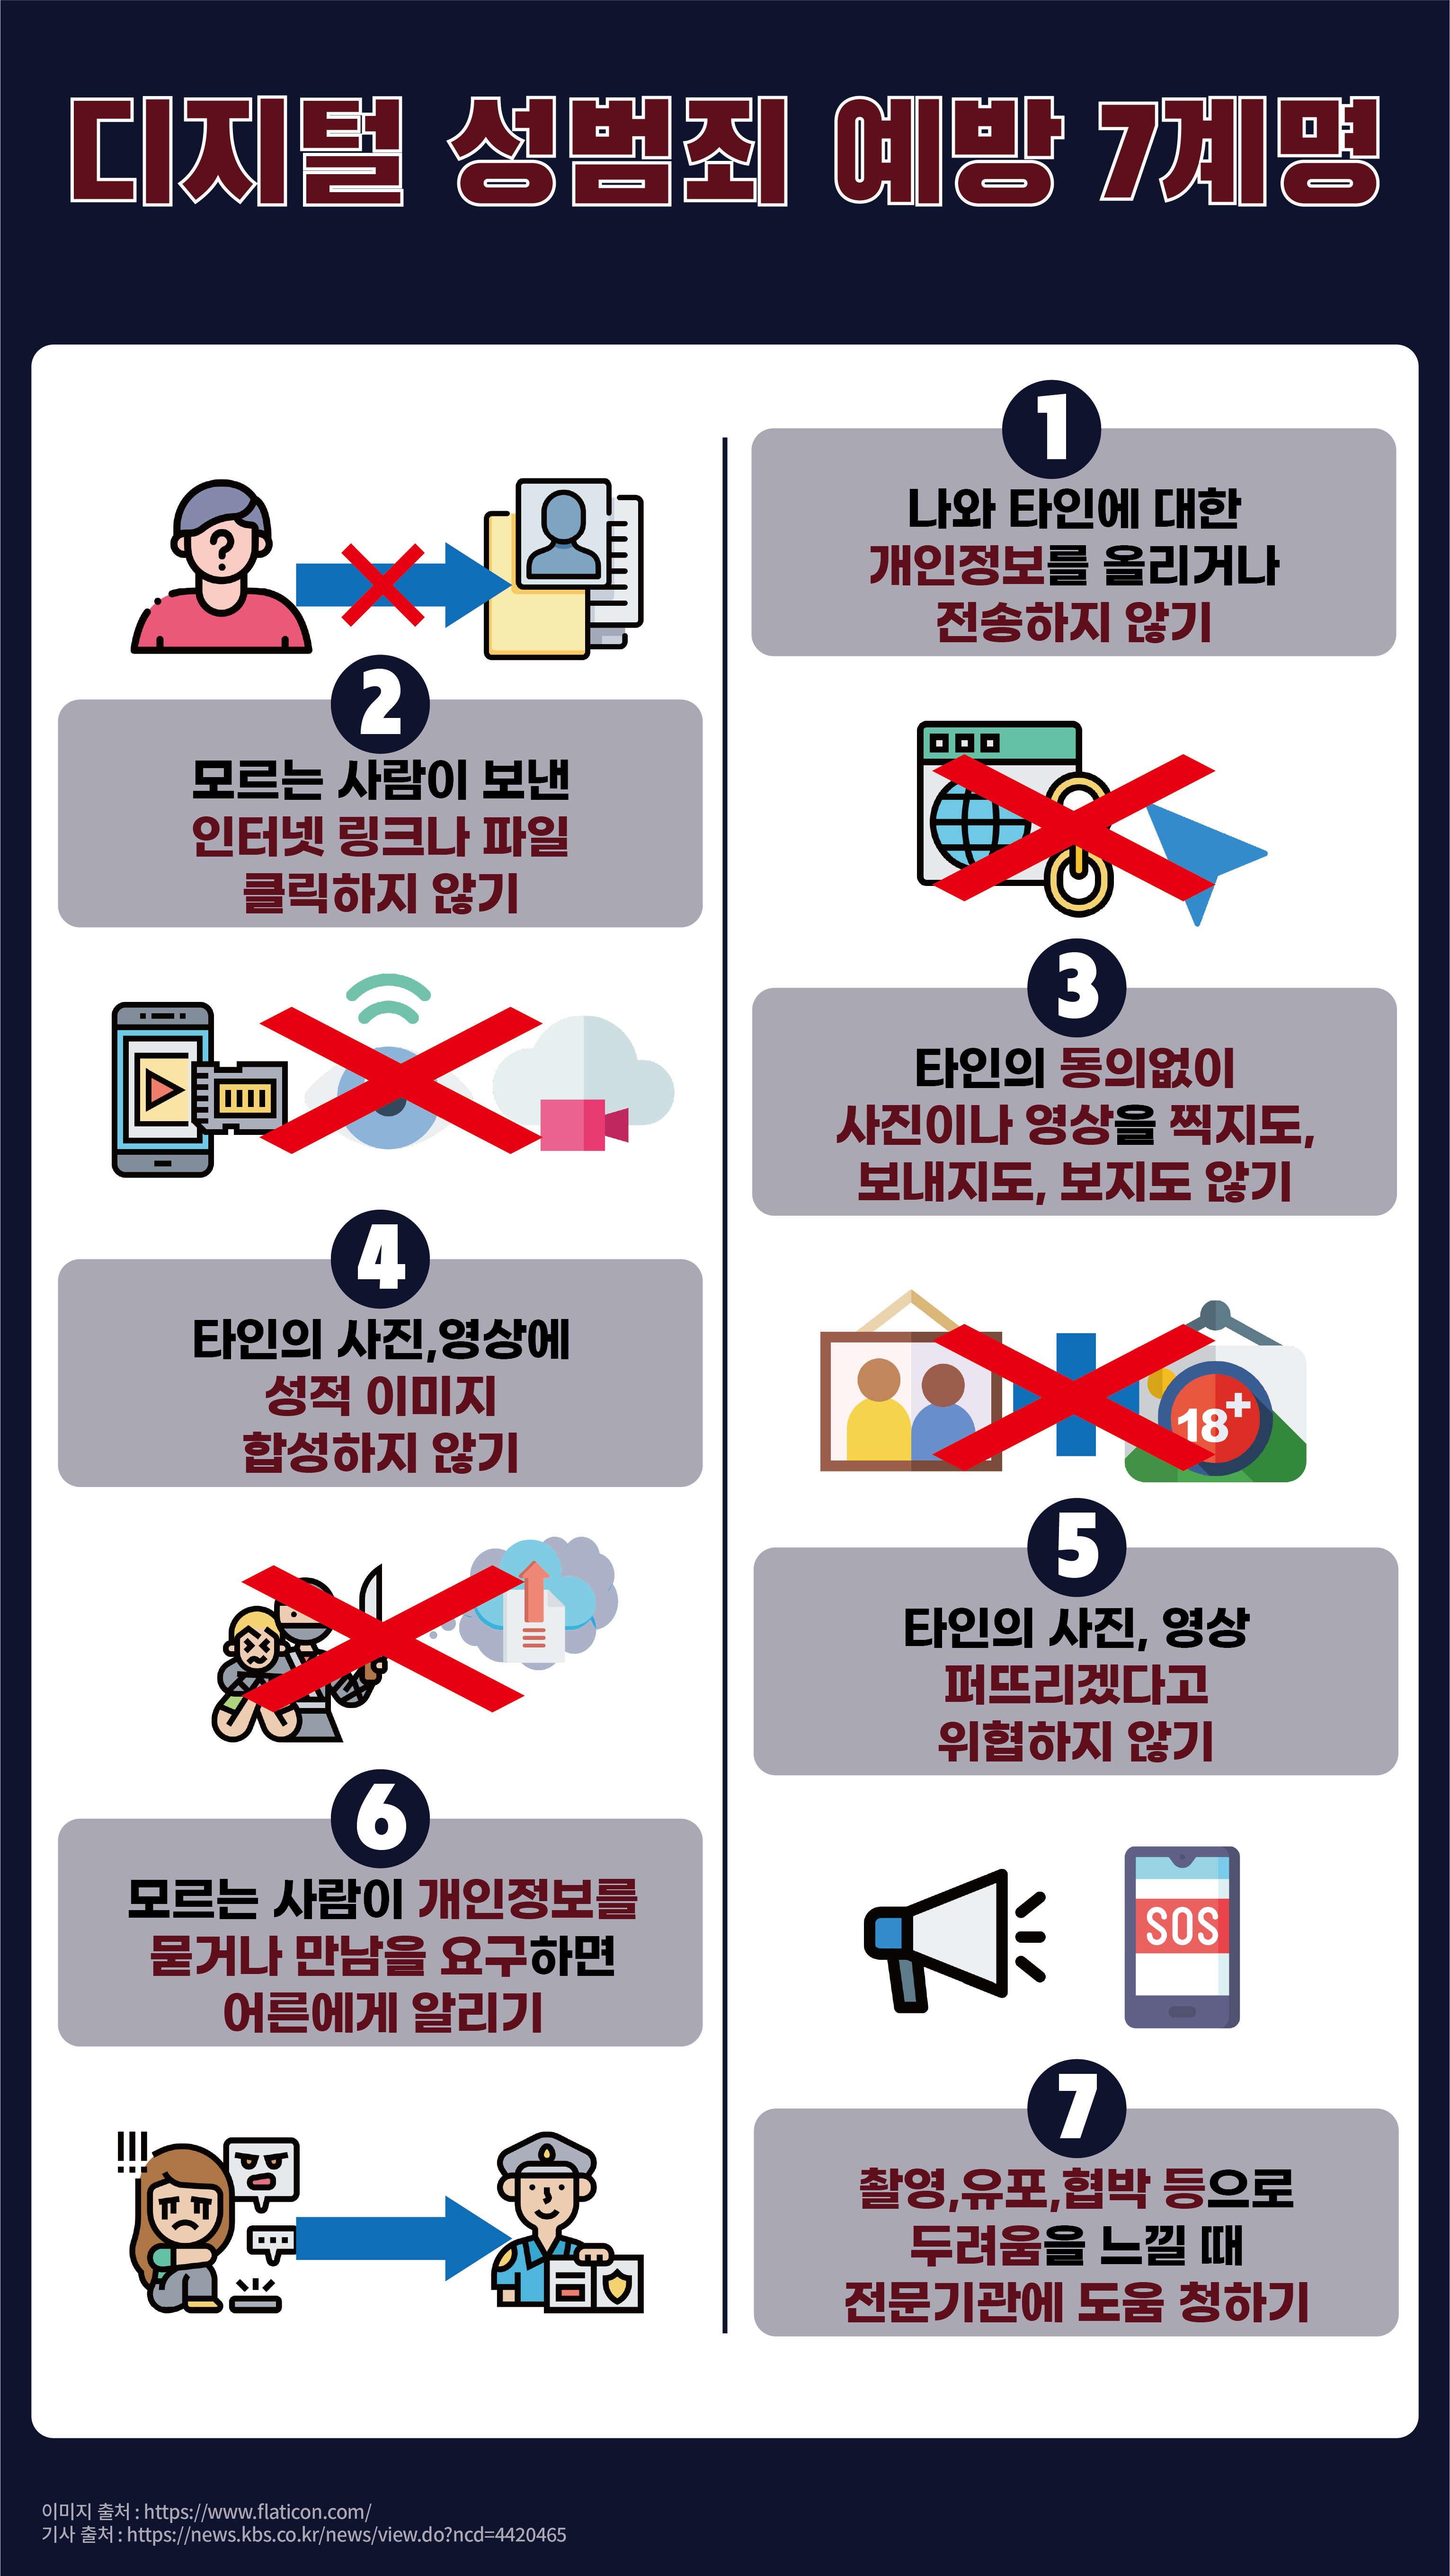 디지털 성범죄 예방 7계명
1
나와 타인에 대한
개인정보를 올리거나
전송하지 않기
?
2
모르는 사람이 보낸
인터넷 링크나 파일
클릭하지 않기
3
타인의 동의없이
사진이나 영상을 찍지도,
보내지도, 보지도 않기
4
타인의 사진,영상에
성적 이미지
합성하지 않기
18+
5
타인의 사진, 영상
퍼뜨리겠다고
위협하지 않기
6
모르는 사람이 개인정보를
묻거나 만남을 요구하면
어른에게 알리기
SOS
7
촬영,유포,협박 등으로
두려움을 느낄 때
전문기관에 도움 청하기
!!!
이미지 출처 : https://www.flaticon.com/
기사 출처 : https://news.kbs.co.kr/news/view.do?ncd=4420465